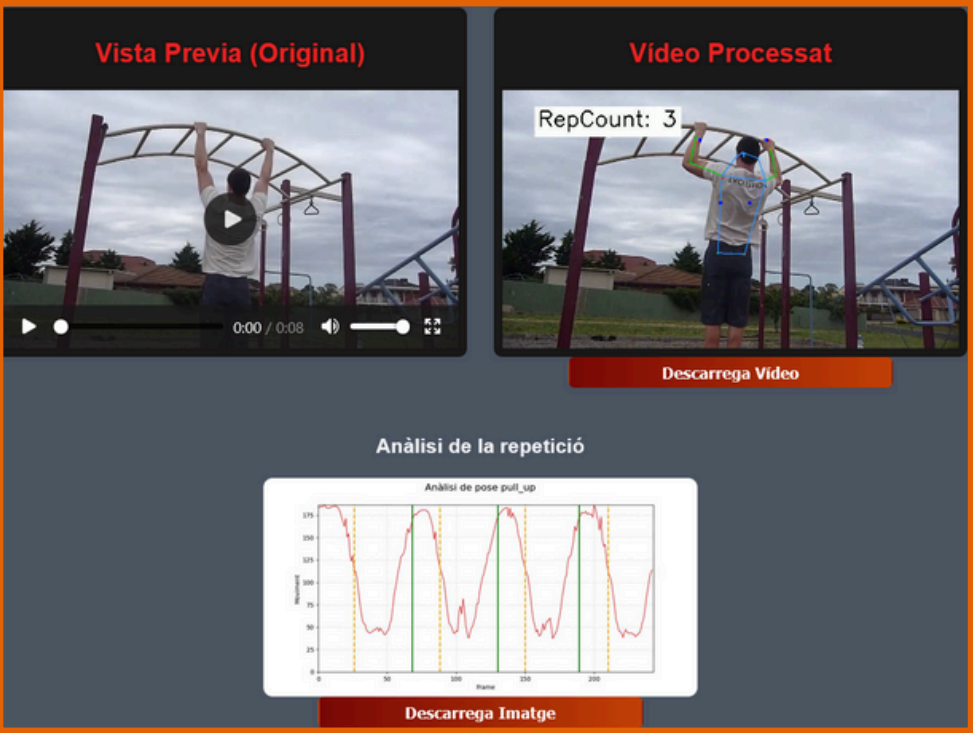 Vista Previa (Original)
Vídeo Processat
RepCount: 3
EVOLUTION
0:00 / 0:08
Descarrega Vídeo
Anàlisi de la repetició
Anàlisi de pose pull_up
175
150
125
100
75
50
25
0
Moviment
0 50 100 150 200
Frame
Descarrega Imatge